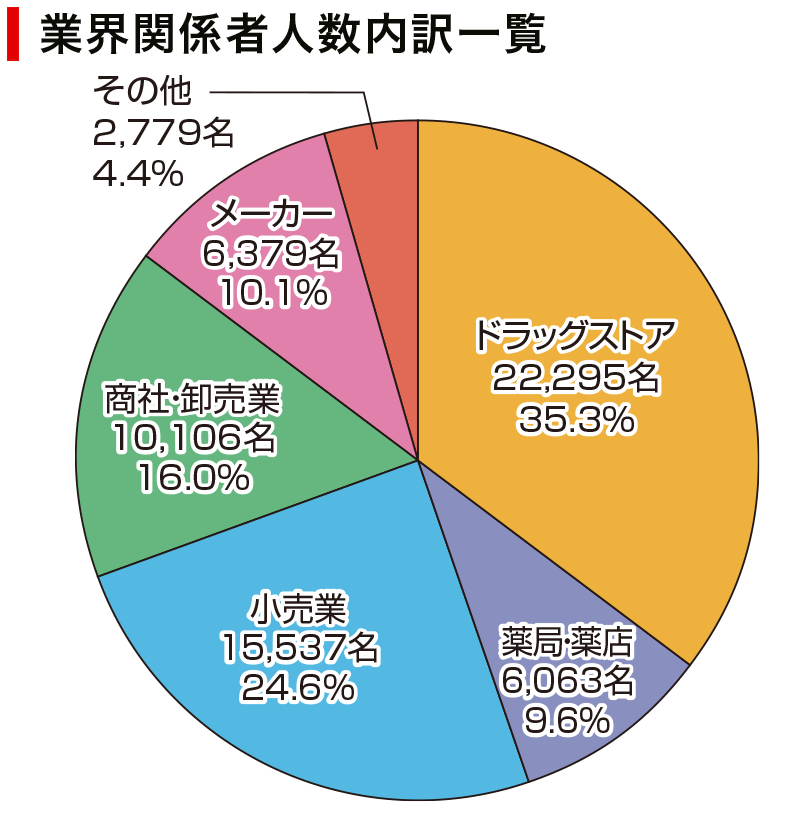 業界関係者人数内訳一覧
その他
2,779名
4.4%
メーカー
6,379名
10.1%
ドラッグストア
22,295名
35.3%
商社・卸売業
10,106名
16.0%
小売業
15,537名
24.6%
薬局・薬店
6,063名
9.6%